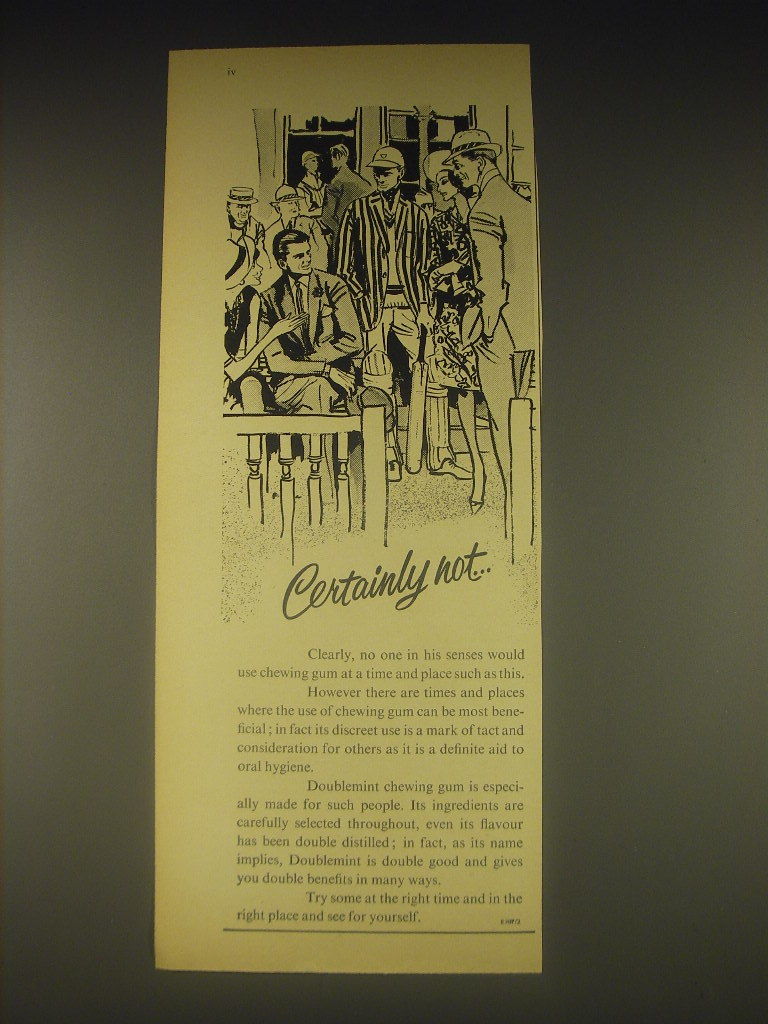 iv
Certainly not...
Clearly, no one in his senses would
use chewing gum at a time and place such as this.
However there are times and places
where the use of chewing gum can be most bene-
ficial; in fact its discreet use is a mark of tact and
consideration for others as it is a definite aid to
oral hygiene.
Doublemint chewing gum is especi-
ally made for such people. Its ingredients are
carefully selected throughout, even its flavour
has been double distilled; in fact, as its name
implies, Doublemint is double good and gives
you double benefits in many ways.
Try some at the right time and in the
right place and see for yourself.